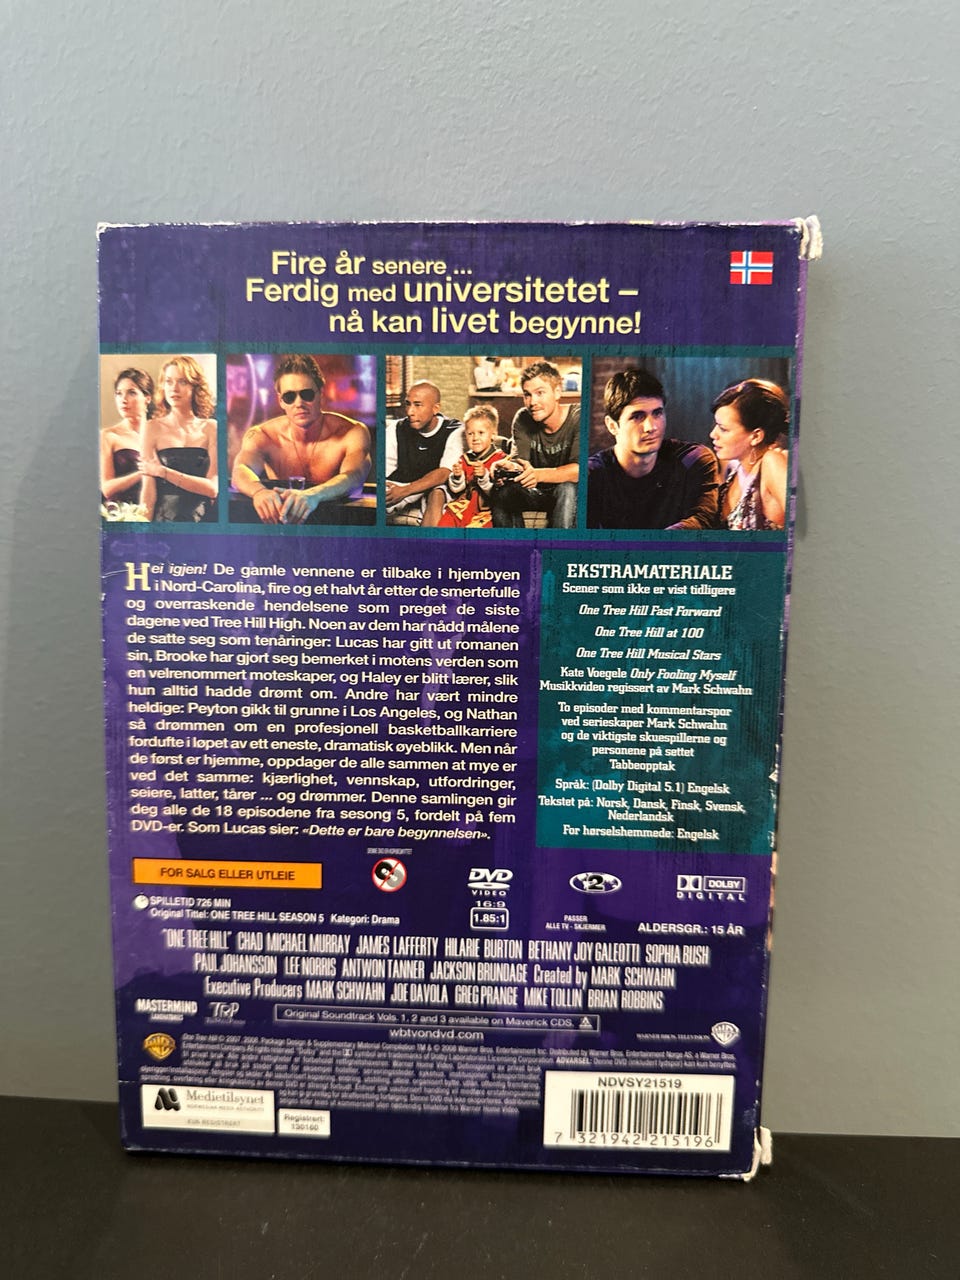 Fire år senere ...
Ferdig med universitetet –
nå kan livet begynne!
Hei igjen! De gamle vennene er tilbake i hjembyen
i Nord-Carolina, fire og et halvt år etter de smertefulle
og overraskende hendelsene som preget de siste
dagene ved Tree Hill High. Noen av dem har nådd målene
de satte seg som tenåringer: Lucas har gitt ut romanen
sin, Brooke har gjort seg bemerket i motens verden som
en velrenommert moteskaper, og Haley er blitt lærer, slik
hun alltid hadde drømt om. Andre har vært mindre
heldige: Peyton gikk til grunne i Los Angeles, og Nathan
så drømmen om en profesjonell basketballkarriere
fordufte i løpet av ett eneste, dramatisk øyeblikk. Men når
de først er hjemme, oppdager de alle sammen at mye er
ved det samme: kjærlighet, vennskap, utfordringer,
seiere, latter, tårer ... og drømmer. Denne samlingen gir
deg alle de 18 episodene fra sesong 5, fordelt på fem
DVD-er. Som Lucas sier: «Dette er bare begynnelsen».
EKSTRAMATERIALE
Scener som ikke er vist tidligere
One Tree Hill Fast Forward
One Tree Hill at 100
One Tree Hill Musical Stars
Kate Voegele Only Fooling Myself
Musikkvideo regissert av Mark Schwahn
To episoder med kommentarspor
ved serieskaper Mark Schwahn
og de viktigste skuespillerne og
personene på settet
Tabbeopptak
Språk: (Dolby Digital 5.1) Engelsk
Tekstet på: Norsk, Dansk, Finsk, Svensk,
Nederlandsk
For hørselshemmede: Engelsk
FOR SALG ELLER UTLEIE
DENNE DVD ER KOPIBESKYTTET
DVD
VIDEO
16:9
1.85:1
2
PASSER
ALLE TV - SKJERMER
DOLBY
DIGITAL
SPILLETID 726 MIN
Original Tittel: ONE TREE HILL SEASON 5 Kategori: Drama
ALDERSGR.: 15 ÅR
"ONE TREE HILL" CHAD MICHAEL MURRAY JAMES LAFFERTY HILARIE BURTON BETHANY JOY GALEOTTI SOPHIA BUSH
PAUL JOHANSSON LEE NORRIS ANTWON TANNER JACKSON BRUNDAGE Created by MARK SCHWAHN
Executive Producers MARK SCHWAHN JOE DAVOLA GREG PRANGE MIKE TOLLIN BRIAN ROBBINS
MASTERMIND
LABORATORIES
TRP
Original Soundtrack Vols. 1, 2 and 3 available on Maverick CDS.
wbtvondvd.com
WARNER BROS. TELEVISION
Medietilsynet
NORWEGIAN MEDIA AUTHORITY
KUN REGISTRERT
Registrert:
130160
NDVSY21519
7 321942 215196